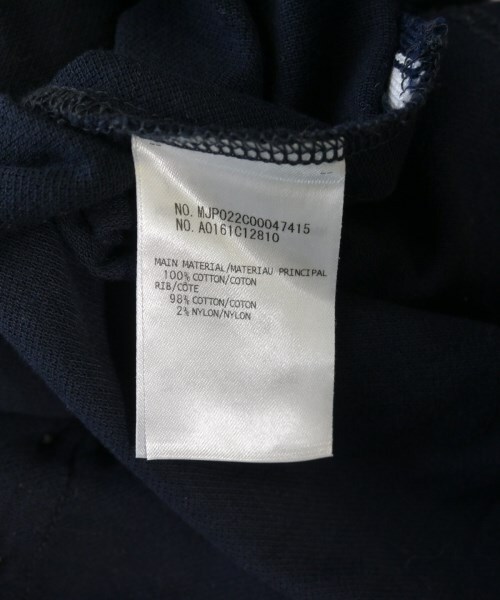 NO. MJP022C00047415
NO. A0161C12810
MAIN MATERIAL/MATERIAU PRINCIPAL
100% COTTON/COTON
RIB/CÔTE
98% COTTON/COTON
2% NYLON/NYLON